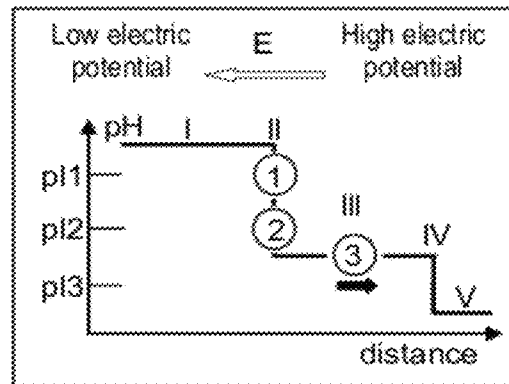 Low electric potential
E
High electric potential
pH
I
II
pI1
1
III
pI2
2
IV
3
pI3
V
distance